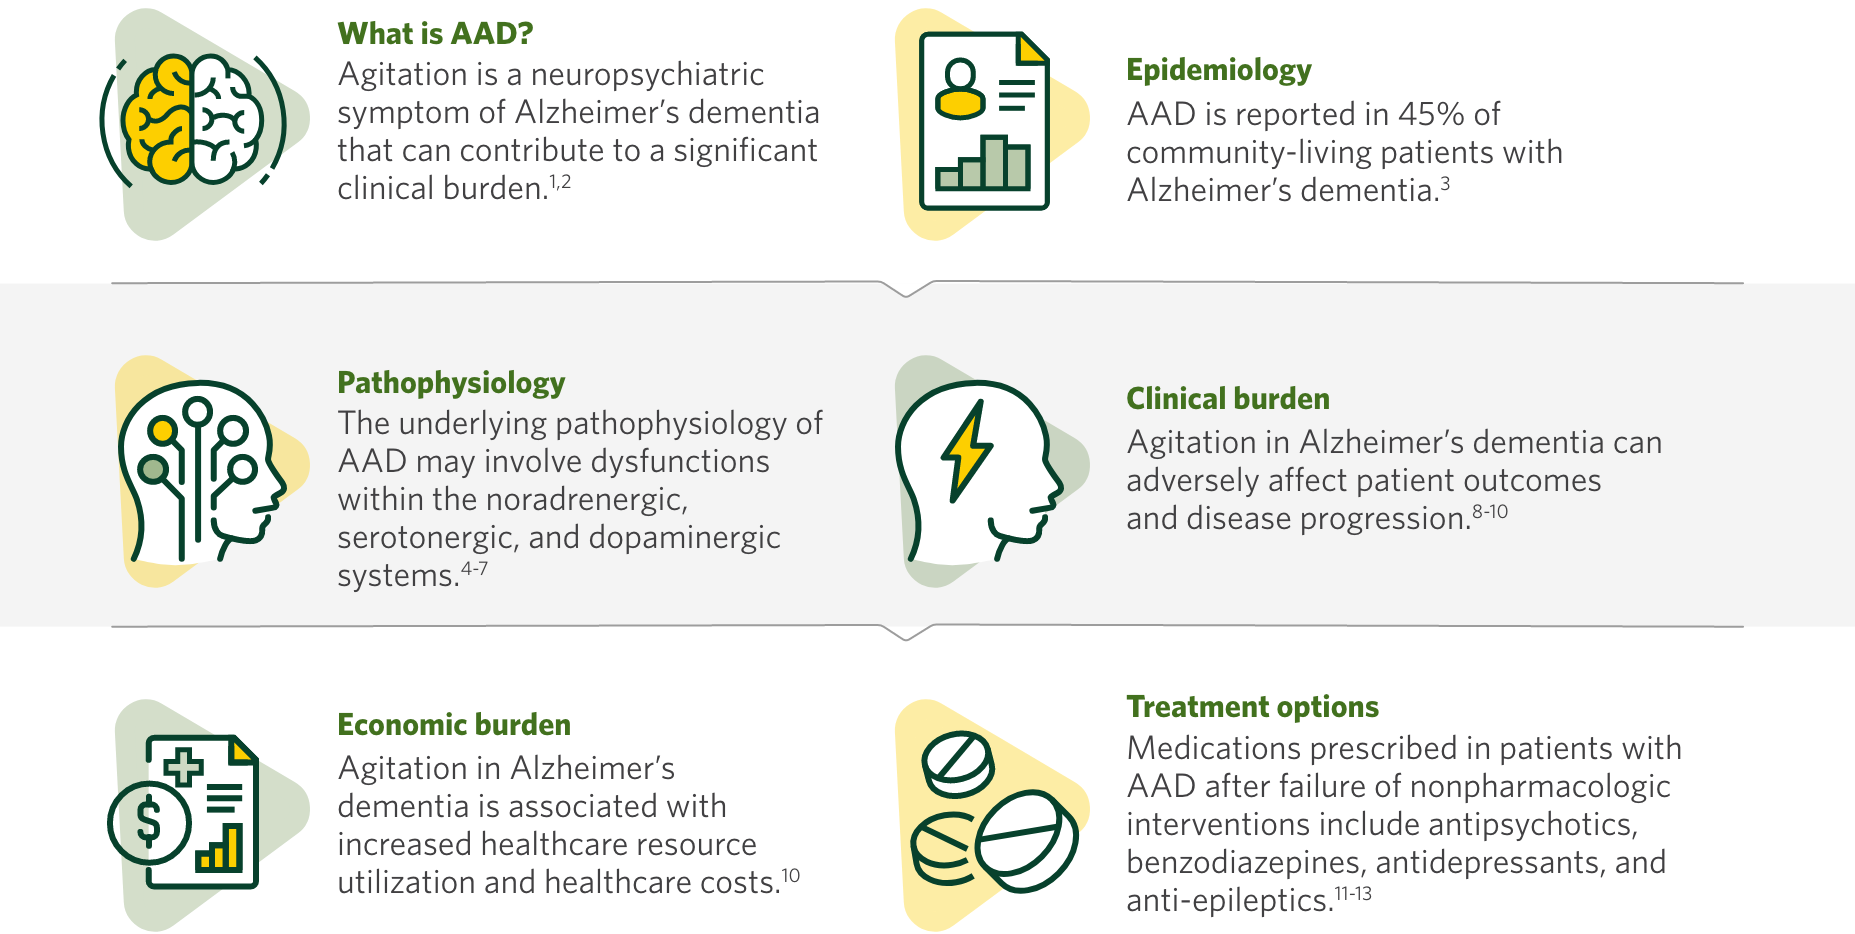 What is AAD?
Agitation is a neuropsychiatric
symptom of Alzheimer’s dementia
that can contribute to a significant
clinical burden.1,2
Epidemiology
AAD is reported in 45% of
community-living patients with
Alzheimer’s dementia.3
Pathophysiology
The underlying pathophysiology of
AAD may involve dysfunctions
within the noradrenergic,
serotonergic, and dopaminergic
systems.4-7
Clinical burden
Agitation in Alzheimer’s dementia can
adversely affect patient outcomes
and disease progression.8-10
$
Economic burden
Agitation in Alzheimer’s
dementia is associated with
increased healthcare resource
utilization and healthcare costs.10
Treatment options
Medications prescribed in patients with
AAD after failure of nonpharmacologic
interventions include antipsychotics,
benzodiazepines, antidepressants, and
anti-epileptics.11-13